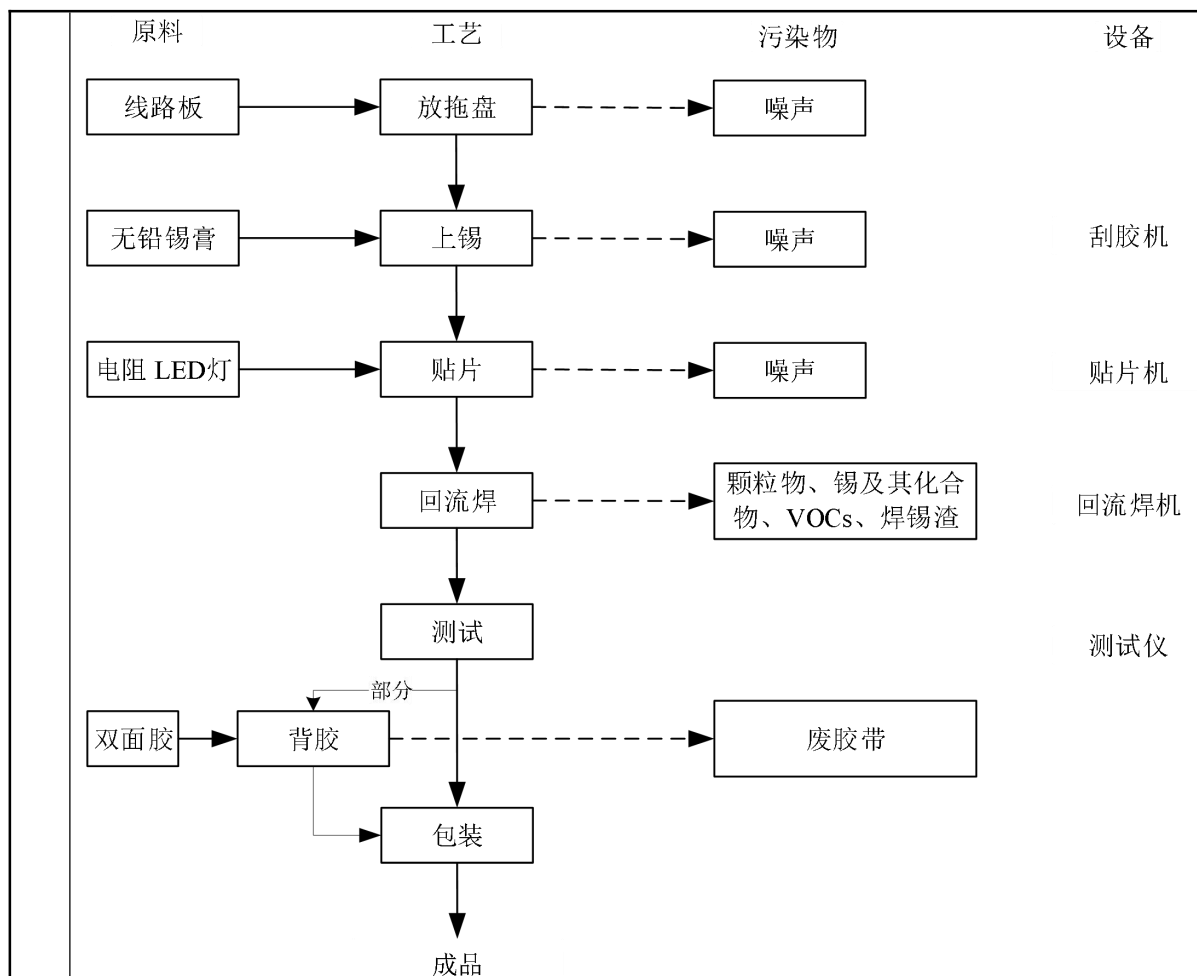 原料 工艺 污染物 设备
线路板 放拖盘 噪声
无铅锡膏 上锡 噪声 刮胶机
电阻 LED灯 贴片 噪声 贴片机
回流焊 颗粒物、锡及其化合
物、VOCs、焊锡渣 回流焊机
测试 测试仪
部分
双面胶 背胶 废胶带
包装
成品